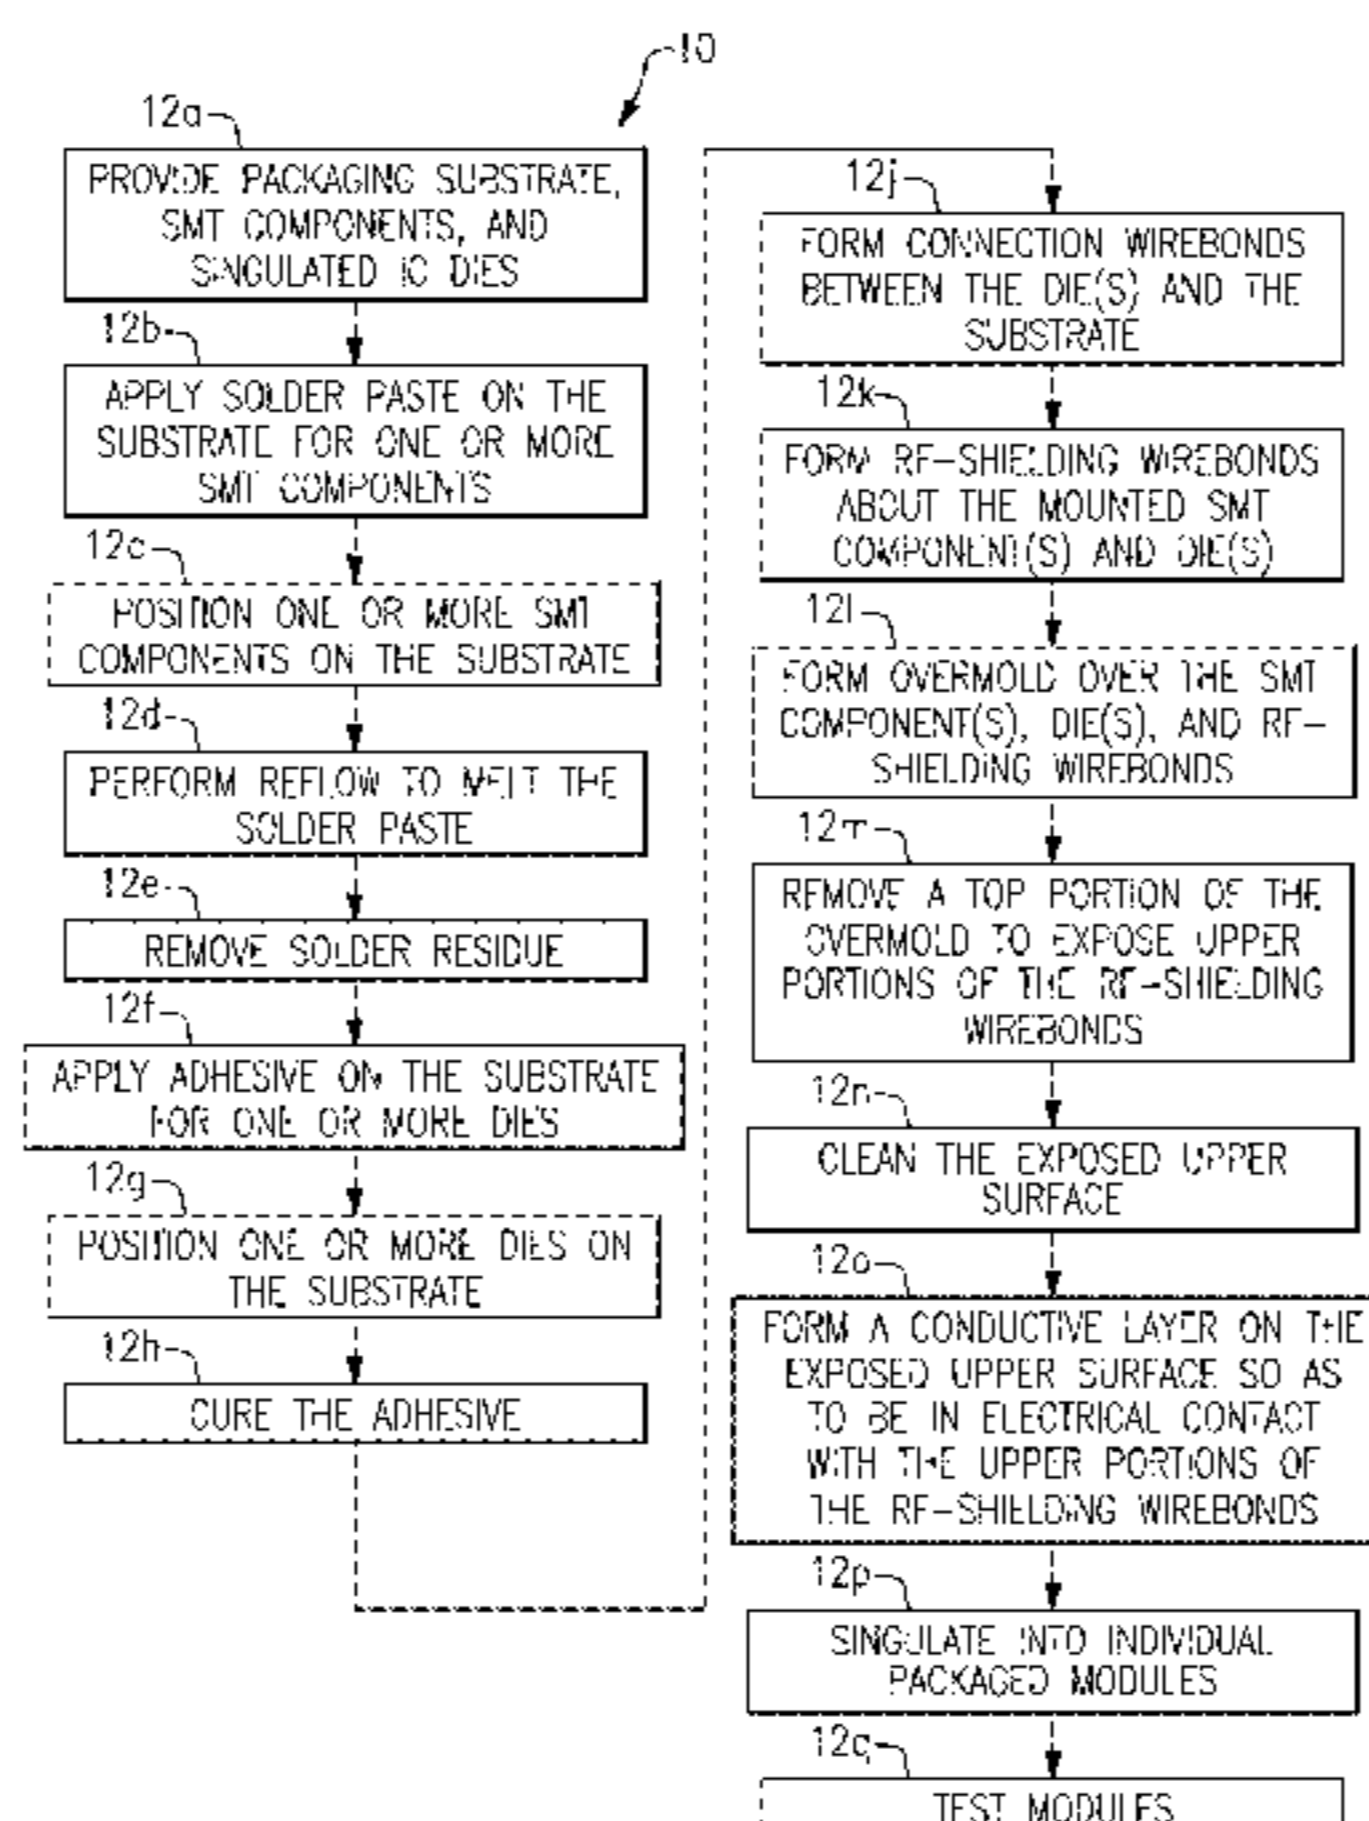 10
12a
PROVIDE PACKAGING SUBSTRATE,
SMT COMPONENTS, AND
SINGULATED IC DIES
12b
APPLY SOLDER PASTE ON THE
SUBSTRATE FOR ONE OR MORE
SMT COMPONENTS
12c
POSITION ONE OR MORE SMT
COMPONENTS ON THE SUBSTRATE
12d
PERFORM REFLOW TO MELT THE
SOLDER PASTE
12e
REMOVE SOLDER RESIDUE
12f
APPLY ADHESIVE ON THE SUBSTRATE
FOR ONE OR MORE DIES
12g
POSITION ONE OR MORE DIES ON
THE SUBSTRATE
12h
CURE THE ADHESIVE
12j
FORM CONNECTION WIREBONDS
BETWEEN THE DIE(S) AND THE
SUBSTRATE
12k
FORM RF-SHIELDING WIREBONDS
ABOUT THE MOUNTED SMT
COMPONENT(S) AND DIE(S)
12l
FORM OVERMOLD OVER THE SMT
COMPONENT(S), DIE(S), AND RF-
SHIELDING WIREBONDS
12m
REMOVE A TOP PORTION OF THE
OVERMOLD TO EXPOSE UPPER
PORTIONS OF THE RF-SHIELDING
WIREBONDS
12n
CLEAN THE EXPOSED UPPER
SURFACE
12o
FORM A CONDUCTIVE LAYER ON THE
EXPOSED UPPER SURFACE SO AS
TO BE IN ELECTRICAL CONTACT
WITH THE UPPER PORTIONS OF
THE RF-SHIELDING WIREBONDS
12p
SINGULATE INTO INDIVIDUAL
PACKAGED MODULES
12q
TEST MODULES